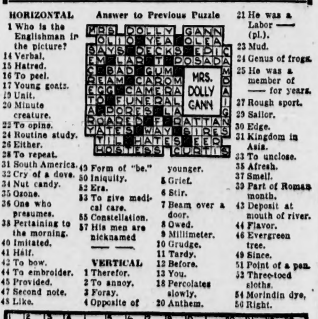 HORIZONTAL
1 Who is the
Englishman in
the picture?
14 Verbal.
15 Hatred.
16 To peel.
17 Young goats.
19 Unit.
20 Minute
creature.
22 To opine.
24 Routine study.
26 Either.
28 To repeat.
31 South America.
32 Cry of a dove.
34 Nut candy.
35 Ozone.
36 One who
presumes.
38 Pertaining to
the morning.
40 Imitated.
41 Half.
42 To bow.
44 To embroider.
45 Provided.
47 Second note.
48 Like.
Answer to Previous Puzzle
MRS.
DOLLY
GANN
49 Form of "be."
50 Iniquity.
52 Era.
53 To give medi-
cal care.
55 Constellation.
57 His men are
nicknamed
VERTICAL
1 Therefor.
2 To annoy.
3 Foray.
4 Opposite of
younger.
5 Grief.
6 Stir.
7 Beam over a
door.
8 Owed.
9 Millimeter.
10 Grudge.
11 Tardy.
12 Before.
13 You.
18 Percolates
slowly.
20 Anthem.
21 He was a
Labor —
(pl.).
23 Mud.
24 Genus of frogs.
25 He was a
member of
— for years.
27 Rough sport.
29 Sailor.
30 Edge.
31 Kingdom in
Asia.
33 To unclose.
35 Afresh.
37 Smell.
39 Part of Roman
month.
43 Deposit at
mouth of river.
44 Flavor.
46 Evergreen
tree.
49 Since.
51 Point of a pen.
53 Three-toed
sloths.
54 Morindin dye.
56 Right.